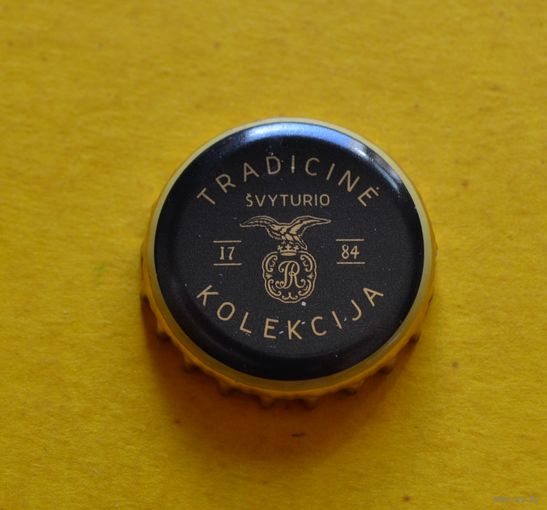 TRADICINĖ
ŠVYTURIO
17 84
R
KOLEKCIJA